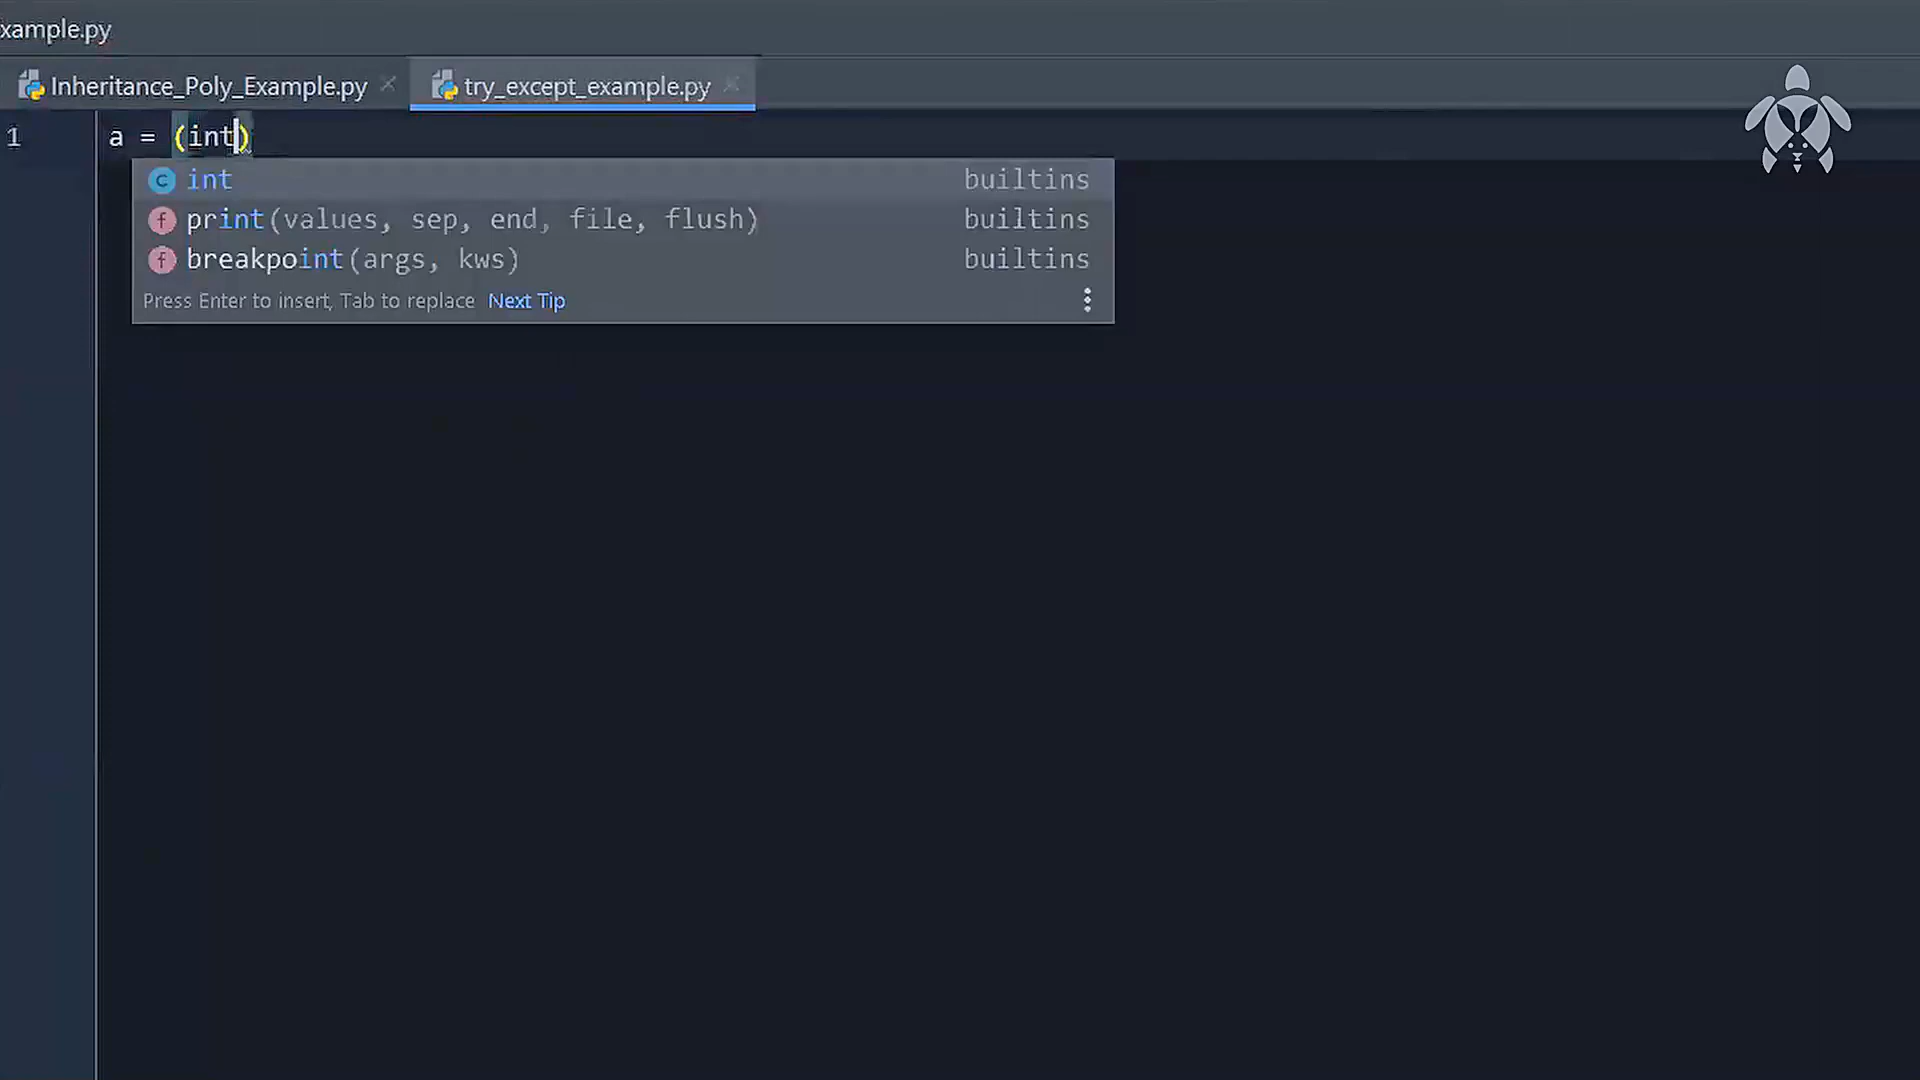 xample.py
Inheritance_Poly_Example.py
try_except_example.py
1 a = (int)
c int builtins
f print(values, sep, end, file, flush) builtins
f breakpoint(args, kws) builtins
Press Enter to insert, Tab to replace Next Tip